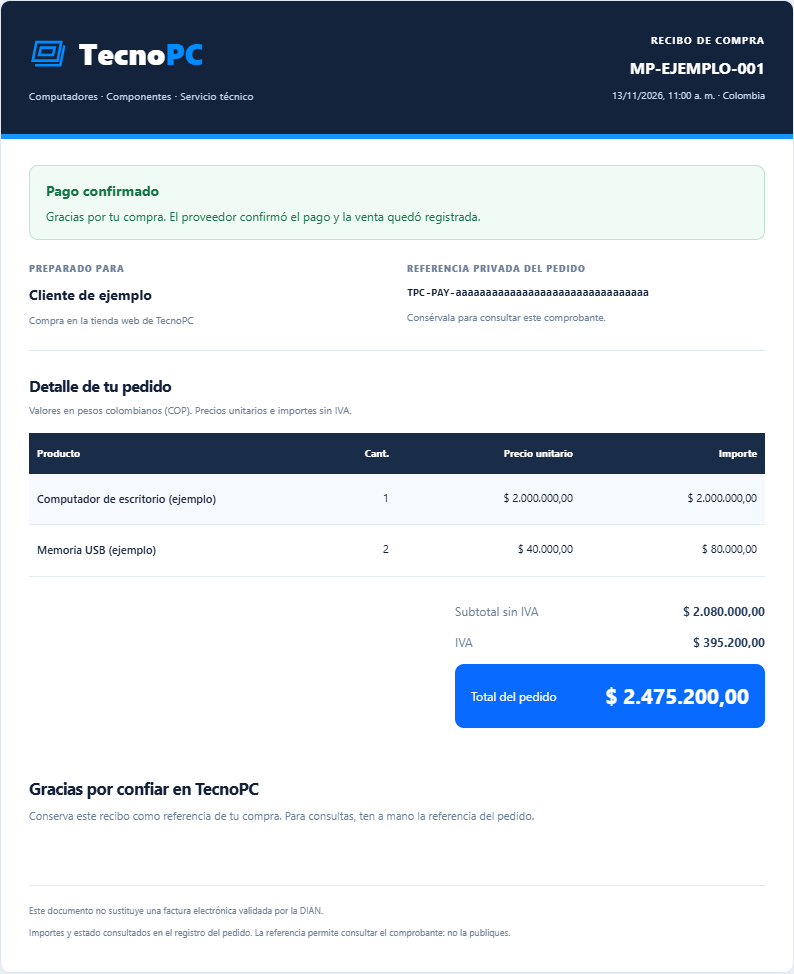 TecnoPC
Computadores · Componentes · Servicio técnico
RECIBO DE COMPRA
MP-EJEMPLO-001
13/11/2026, 11:00 a. m. · Colombia
Pago confirmado
Gracias por tu compra. El proveedor confirmó el pago y la venta quedó registrada.
PREPARADO PARA
Cliente de ejemplo
Compra en la tienda web de TecnoPC
REFERENCIA PRIVADA DEL PEDIDO
TPC-PAY-aaaaaaaaaaaaaaaaaaaaaaaaaaaaaaaa
Consérvala para consultar este comprobante.
Detalle de tu pedido
Valores en pesos colombianos (COP). Precios unitarios e importes sin IVA.
Producto Cant. Precio unitario Importe
Computador de escritorio (ejemplo) 1 $ 2.000.000,00 $ 2.000.000,00
Memoria USB (ejemplo) 2 $ 40.000,00 $ 80.000,00
Subtotal sin IVA $ 2.080.000,00
IVA $ 395.200,00
Total del pedido $ 2.475.200,00
Gracias por confiar en TecnoPC
Conserva este recibo como referencia de tu compra. Para consultas, ten a mano la referencia del pedido.
Este documento no sustituye una factura electrónica validada por la DIAN.
Importes y estado consultados en el registro del pedido. La referencia permite consultar el comprobante: no la publiques.